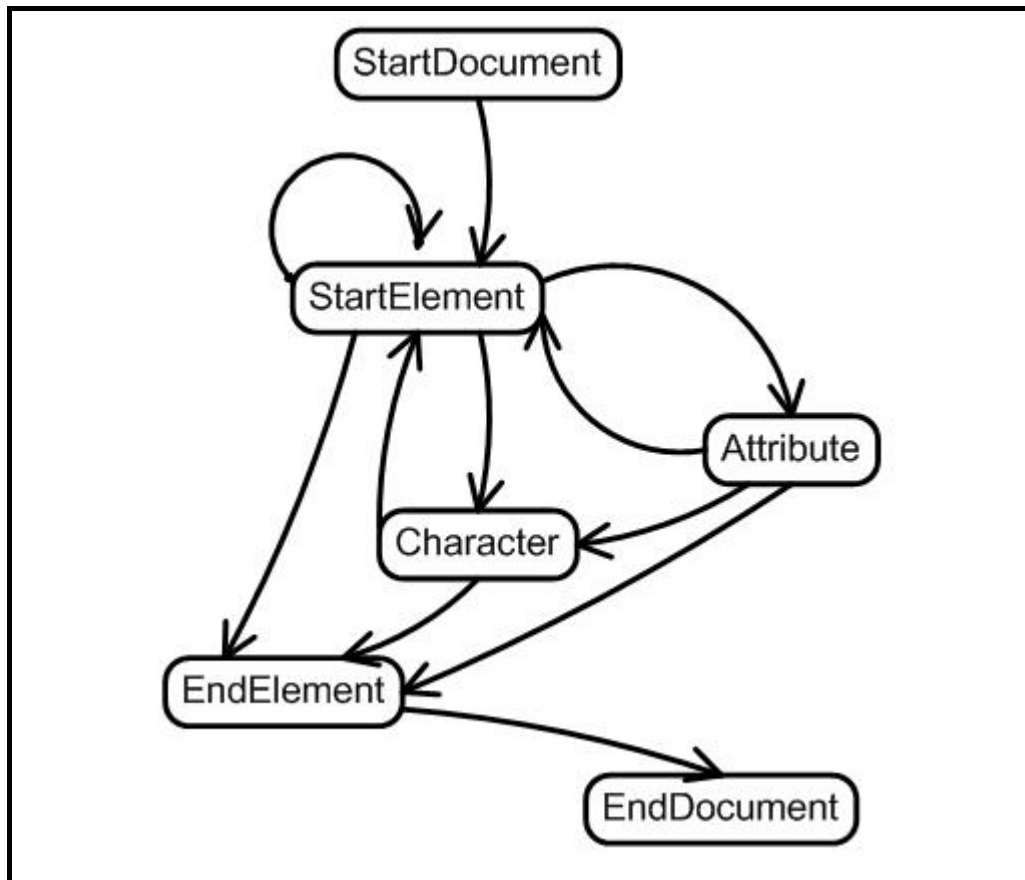 StartDocument
StartElement
Attribute
Character
EndElement
EndDocument